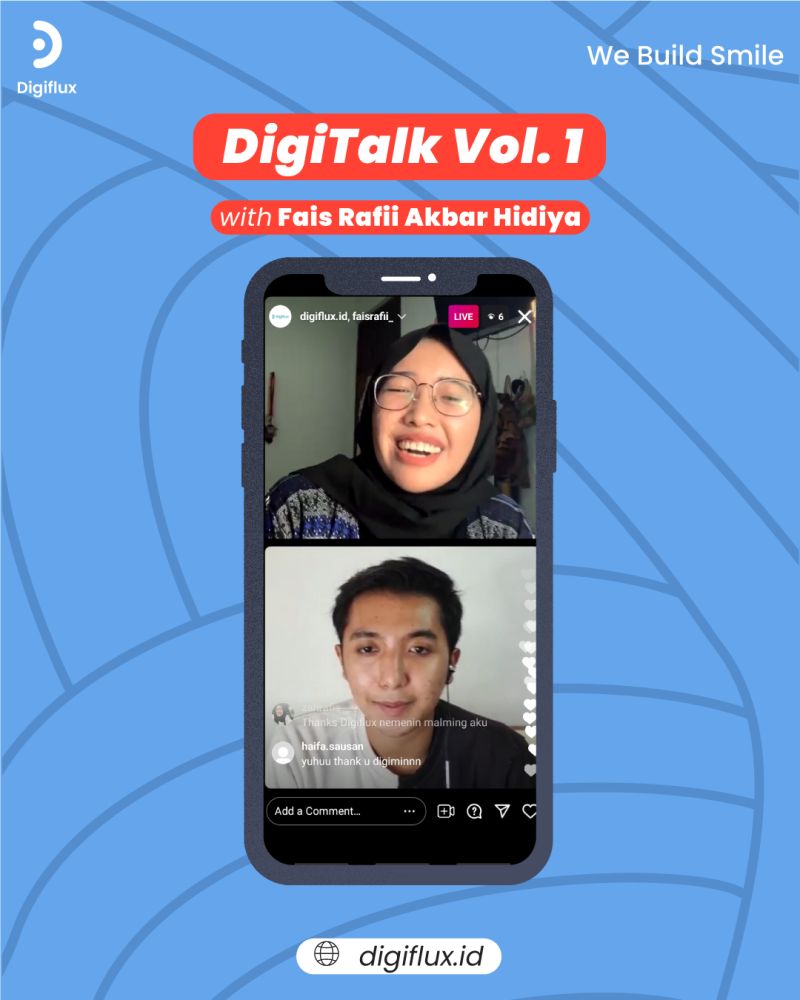 Digiflux
We Build Smile
DigiTalk Vol. 1
with Fais Rafii Akbar Hidiya
digiflux.id, faisrafii_
LIVE
6
Thanks Digiflux nemenin malming aku
haifa.sausan
yuhuu thank u digiminnn
Add a Comment...
digiflux.id